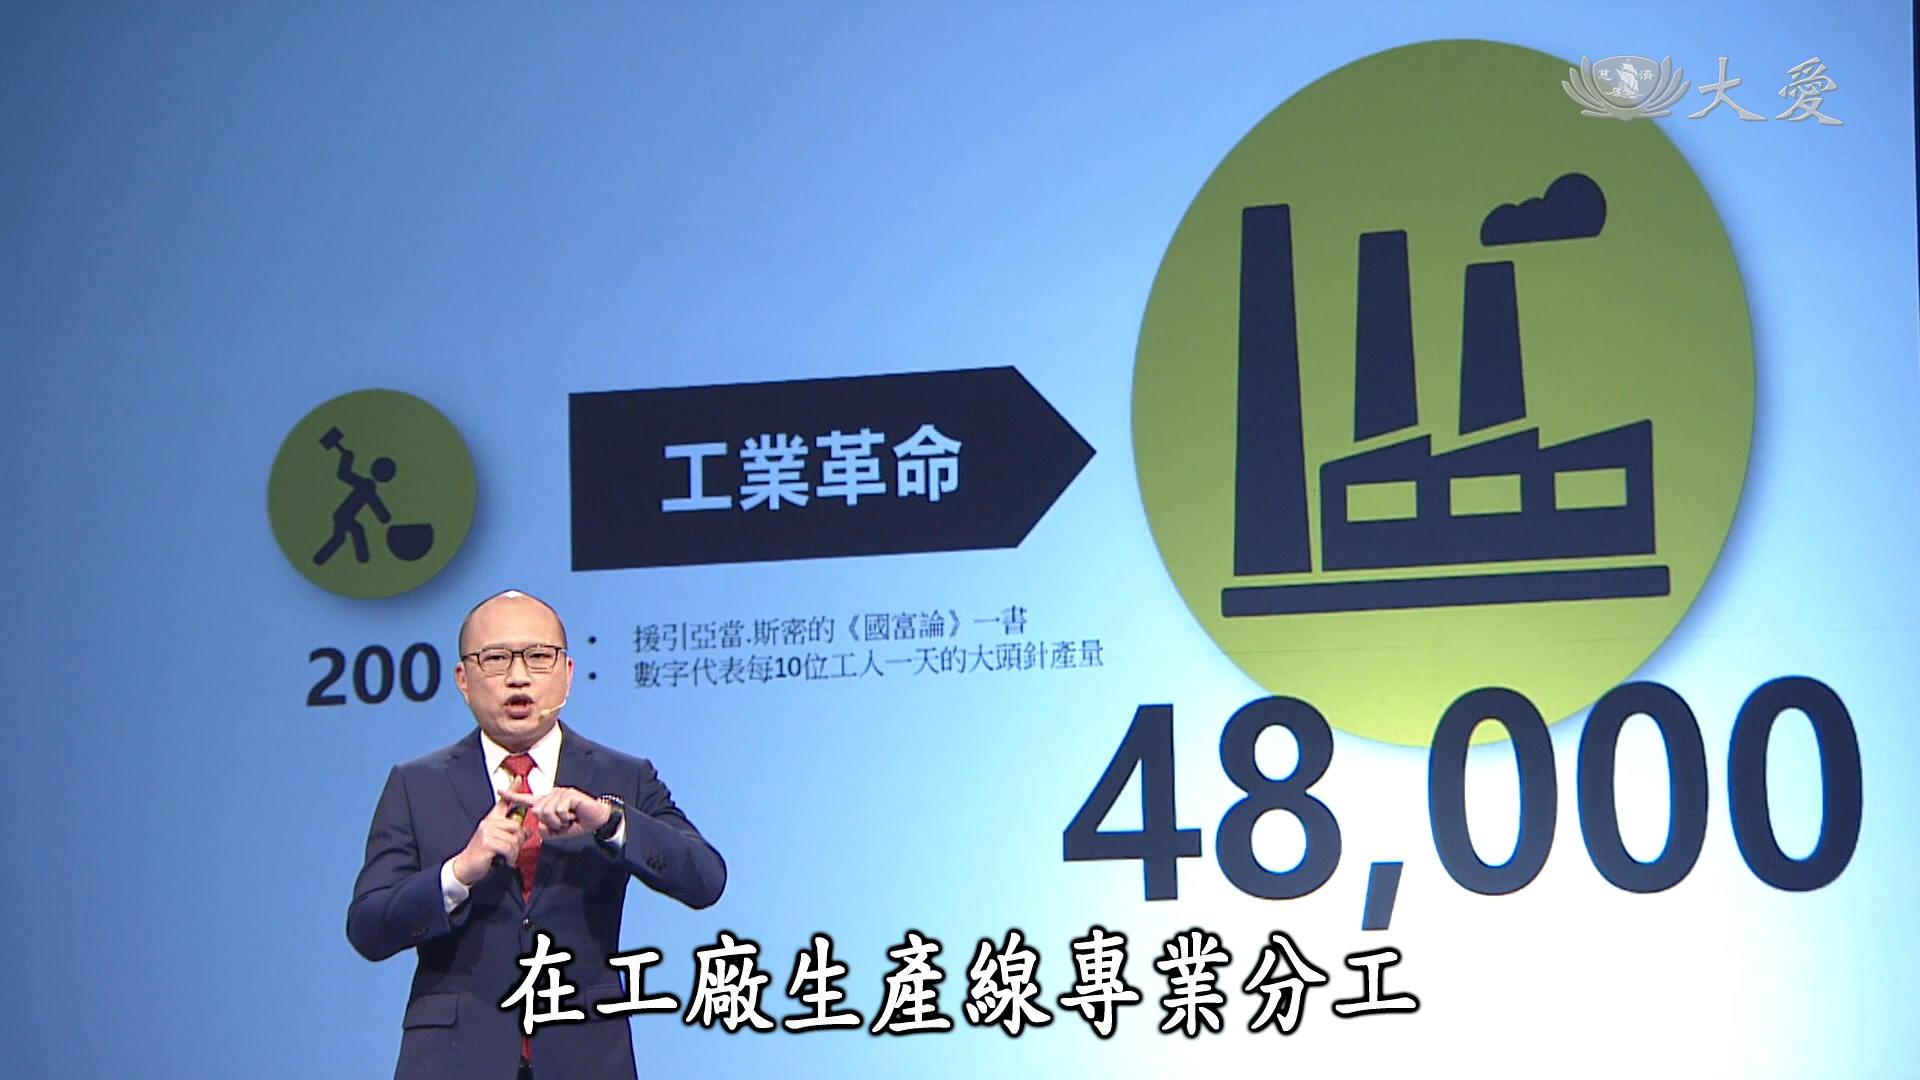 慈濟
大愛
工業革命
200
• 援引亞當.斯密的《國富論》一書
• 數字代表每10位工人一天的大頭針產量
48,000
在工廠生產線專業分工